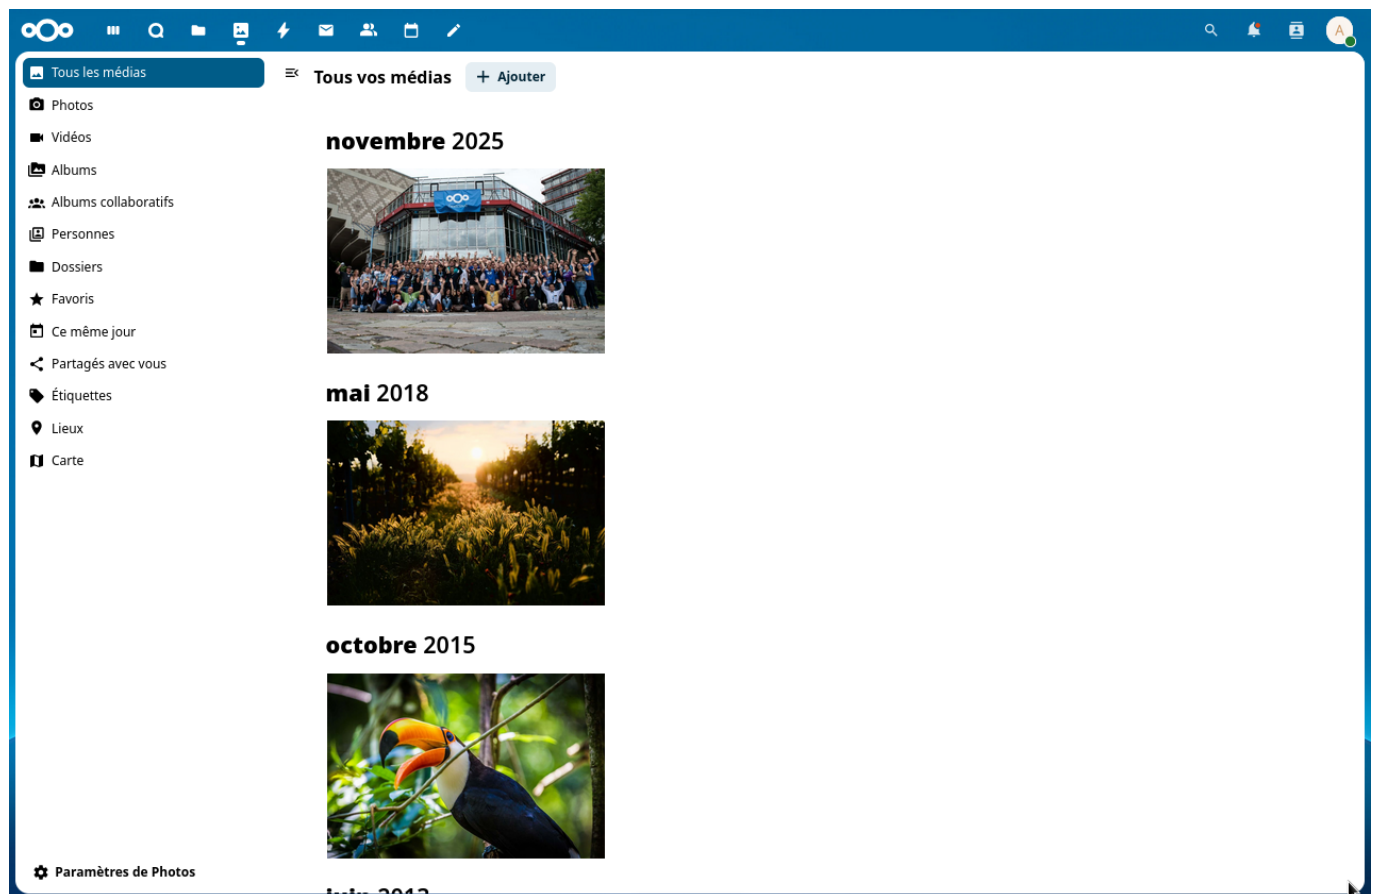 A
Tous les médias
Photos
Vidéos
Albums
Albums collaboratifs
Personnes
Dossiers
Favoris
Ce même jour
Partagés avec vous
Étiquettes
Lieux
Carte
Paramètres de Photos
Tous vos médias
+ Ajouter
novembre 2025
mai 2018
octobre 2015